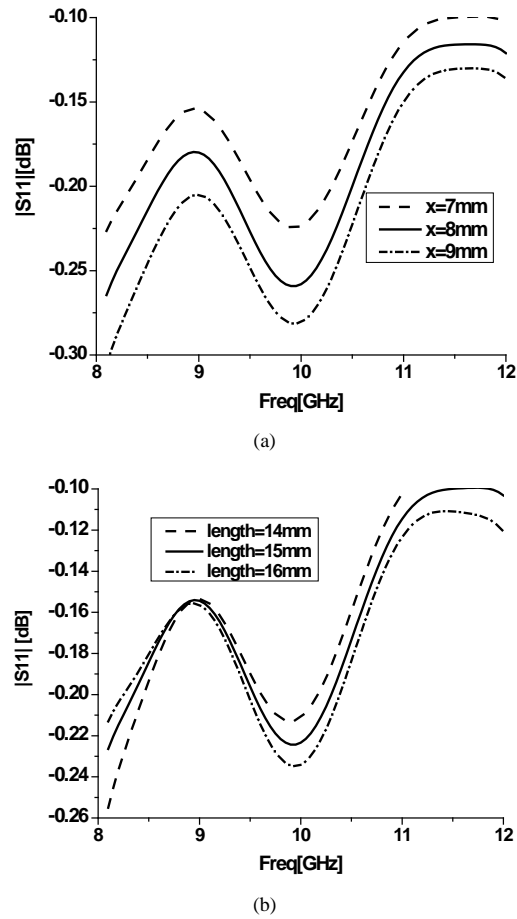 -0.10
-0.15
-0.20
-0.25
-0.30
|S11|[dB]
x=7mm
x=8mm
x=9mm
8 9 10 11 12
Freq[GHz]
(a)
-0.10
-0.12
-0.14
-0.16
-0.18
-0.20
-0.22
-0.24
-0.26
|S11| [dB]
length=14mm
length=15mm
length=16mm
8 9 10 11 12
Freq[GHz]
(b)